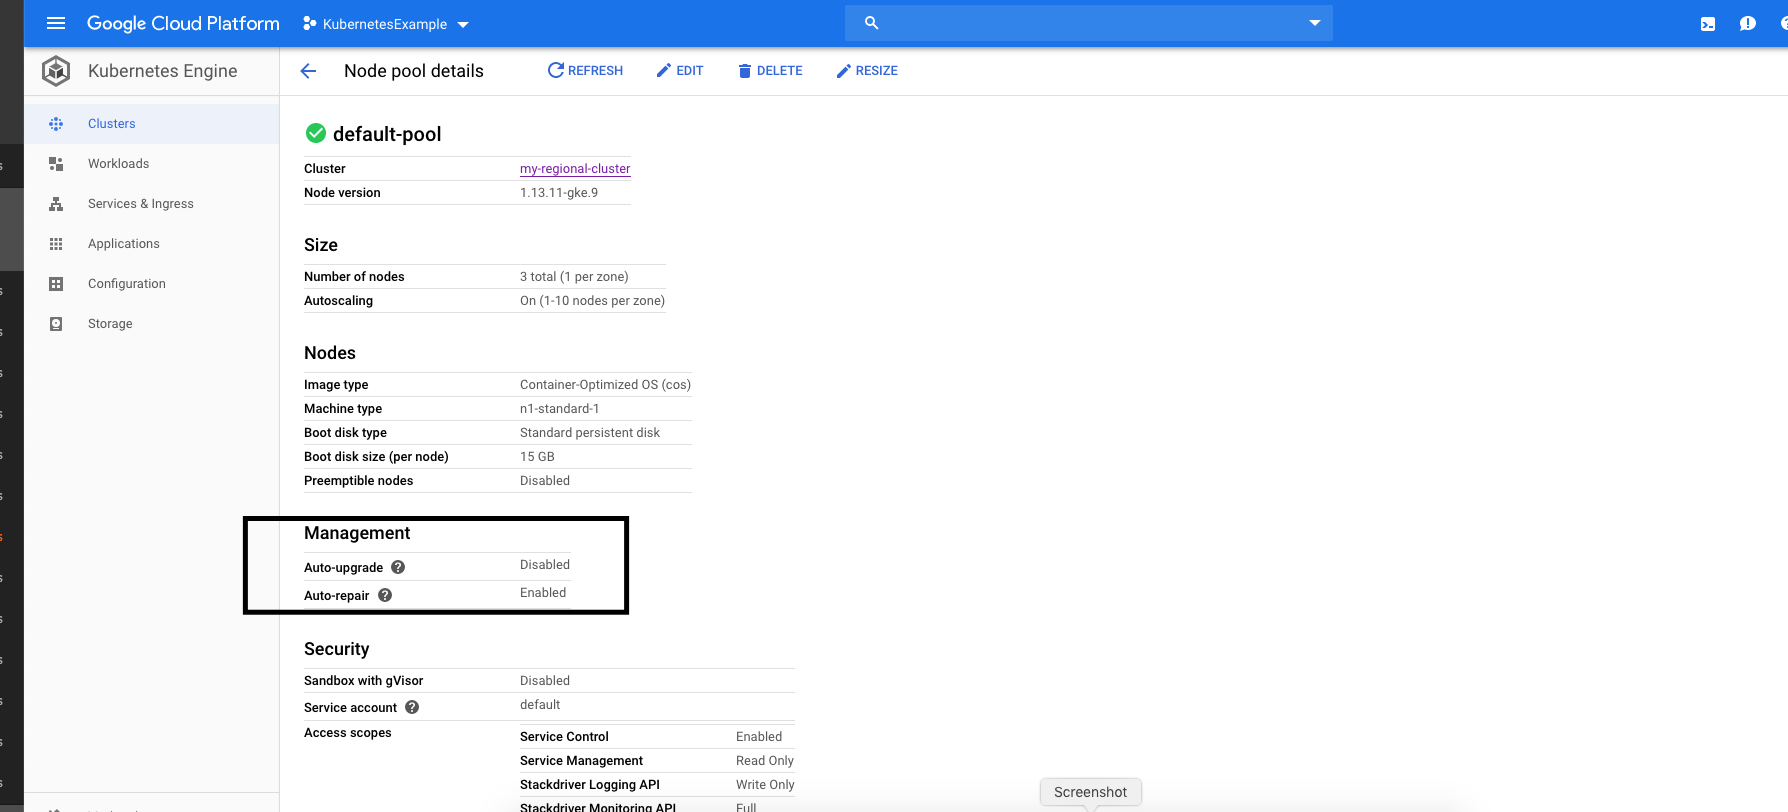 Google Cloud Platform KubernetesExample
Kubernetes Engine
Node pool details REFRESH EDIT DELETE RESIZE
Clusters
Workloads
Services & Ingress
Applications
Configuration
Storage
default-pool
Cluster my-regional-cluster
Node version 1.13.11-gke.9
Size
Number of nodes 3 total (1 per zone)
Autoscaling On (1-10 nodes per zone)
Nodes
Image type Container-Optimized OS (cos)
Machine type n1-standard-1
Boot disk type Standard persistent disk
Boot disk size (per node) 15 GB
Preemptible nodes Disabled
Management
Auto-upgrade Disabled
Auto-repair Enabled
Security
Sandbox with gVisor Disabled
Service account default
Access scopes
Service Control Enabled
Service Management Read Only
Stackdriver Logging API Write Only
Stackdriver Monitoring API Full
Screenshot